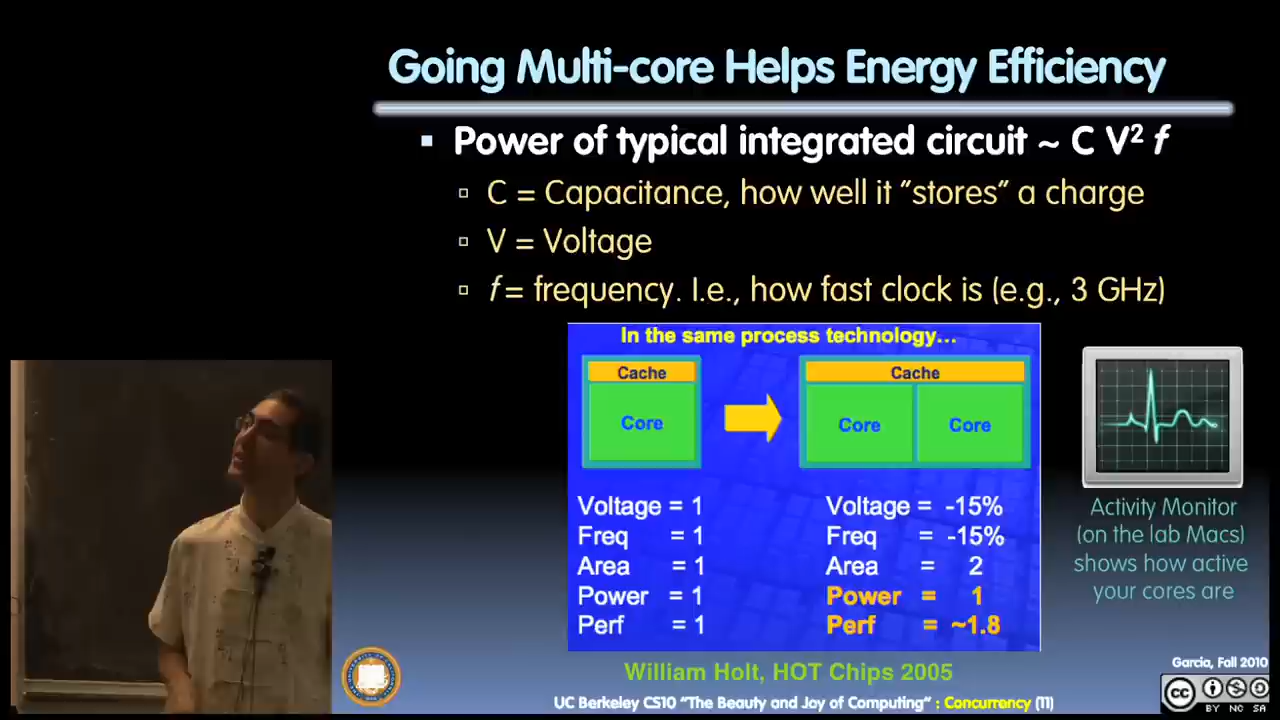 Going Multi-core Helps Energy Efficiency
▪ Power of typical integrated circuit ~ C V² f
▫ C = Capacitance, how well it “stores” a charge
▫ V = Voltage
▫ f = frequency. I.e., how fast clock is (e.g., 3 GHz)
In the same process technology…
Cache
Core
Cache
Core Core
Voltage = 1
Freq = 1
Area = 1
Power = 1
Perf = 1
Voltage = -15%
Freq = -15%
Area = 2
Power = 1
Perf = ~1.8
Activity Monitor
(on the lab Macs)
shows how active
your cores are
William Holt, HOT Chips 2005
UC Berkeley CS10 “The Beauty and Joy of Computing” : Concurrency (11)
Garcia, Fall 2010
cc
BY NC SA